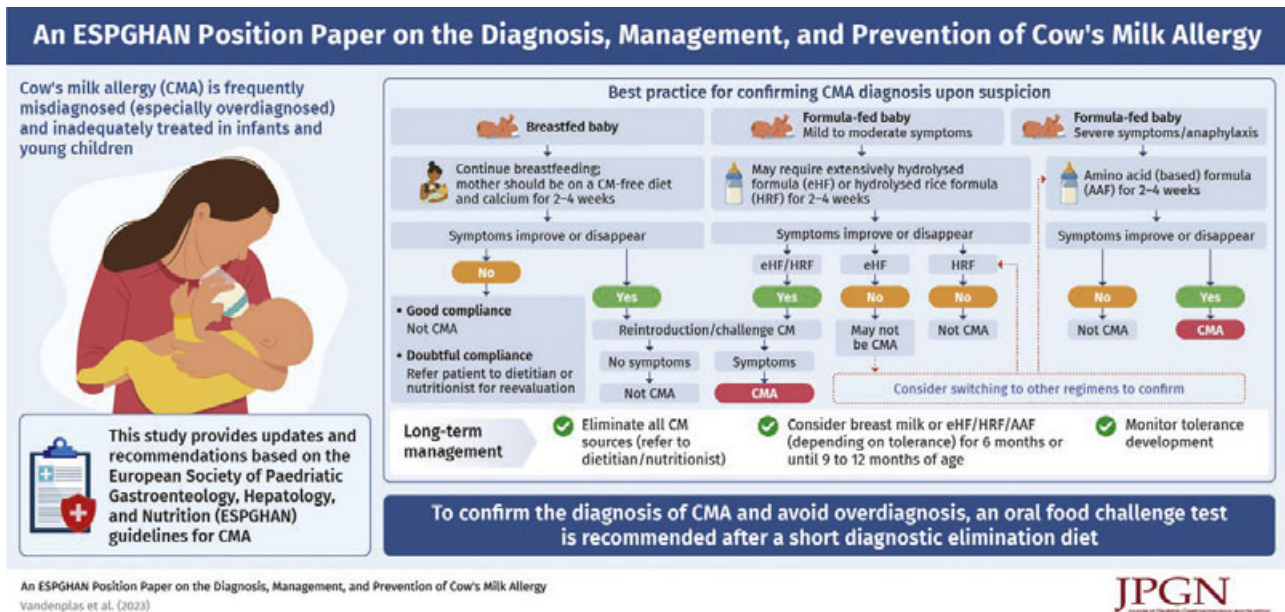 An ESPGHAN Position Paper on the Diagnosis, Management, and Prevention of Cow's Milk Allergy
Cow's milk allergy (CMA) is frequently
misdiagnosed (especially overdiagnosed)
and inadequately treated in infants and
young children
This study provides updates and
recommendations based on the
European Society of Paedriatic
Gastroenteology, Hepatology,
and Nutrition (ESPGHAN)
guidelines for CMA
Best practice for confirming CMA diagnosis upon suspicion
Breastfed baby
Continue breastfeeding;
mother should be on a CM-free diet
and calcium for 2–4 weeks
Symptoms improve or disappear
No
Yes
• Good compliance
Not CMA
• Doubtful compliance
Refer patient to dietitian or
nutritionist for reevaluation
Formula-fed baby
Mild to moderate symptoms
May require extensively hydrolysed
formula (eHF) or hydrolysed rice formula
(HRF) for 2–4 weeks
Symptoms improve or disappear
eHF/HRF
eHF
HRF
Yes
No
No
Reintroduction/challenge CM
May not
be CMA
Not CMA
No symptoms
Symptoms
Not CMA
CMA
Formula-fed baby
Severe symptoms/anaphylaxis
Amino acid (based) formula
(AAF) for 2–4 weeks
Symptoms improve or disappear
No
Yes
Not CMA
CMA
Consider switching to other regimens to confirm
Long-term
management
Eliminate all CM
sources (refer to
dietitian/nutritionist)
Consider breast milk or eHF/HRF/AAF
(depending on tolerance) for 6 months or
until 9 to 12 months of age
Monitor tolerance
development
To confirm the diagnosis of CMA and avoid overdiagnosis, an oral food challenge test
is recommended after a short diagnostic elimination diet
An ESPGHAN Position Paper on the Diagnosis, Management, and Prevention of Cow's Milk Allergy
Vandenplas et al. (2023)
JPGN